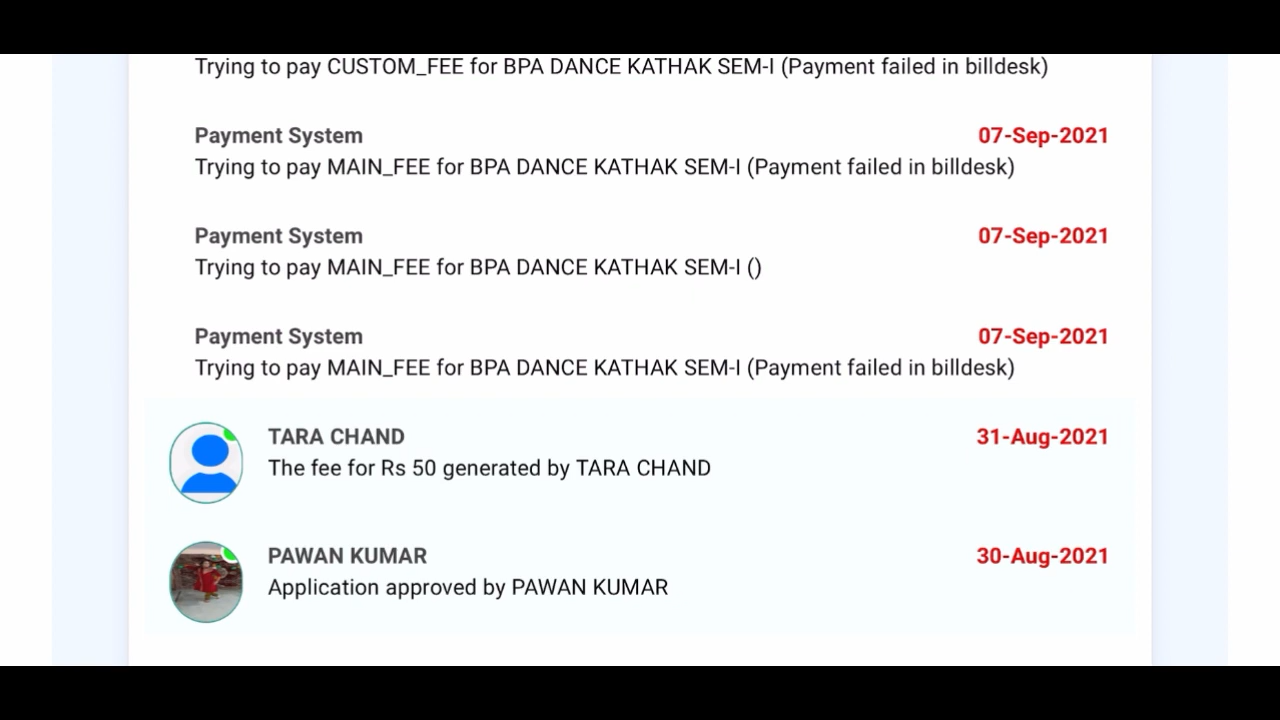 Trying to pay CUSTOM_FEE for BPA DANCE KATHAK SEM-I (Payment failed in billdesk)
Payment System 07-Sep-2021
Trying to pay MAIN_FEE for BPA DANCE KATHAK SEM-I (Payment failed in billdesk)
Payment System 07-Sep-2021
Trying to pay MAIN_FEE for BPA DANCE KATHAK SEM-I ()
Payment System 07-Sep-2021
Trying to pay MAIN_FEE for BPA DANCE KATHAK SEM-I (Payment failed in billdesk)
TARA CHAND 31-Aug-2021
The fee for Rs 50 generated by TARA CHAND
PAWAN KUMAR 30-Aug-2021
Application approved by PAWAN KUMAR